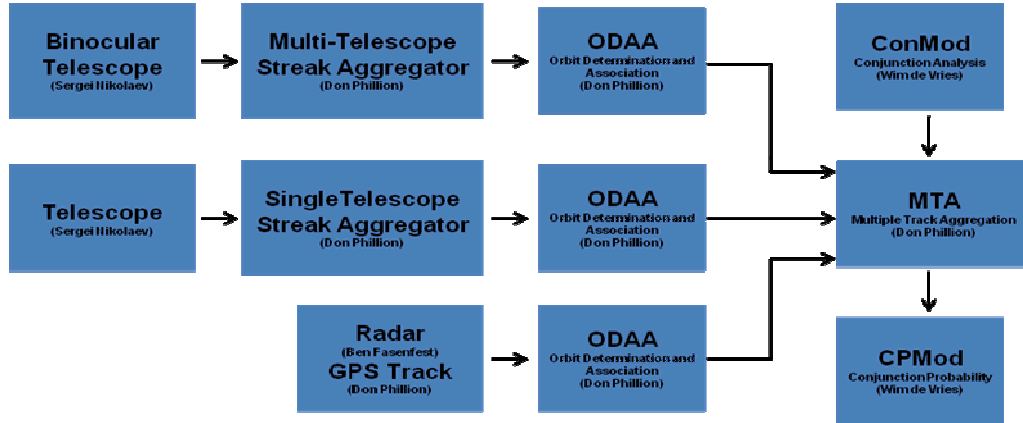 Binocular
Telescope
(Sergei Nikolaev)
Multi-Telescope
Streak Aggregator
(Don Phillion)
ODAA
Orbit Determination and
Association
(Don Phillion)
ConMod
Conjunction Analysis
(Wim de Vries)
Telescope
(Sergei Nikolaev)
SingleTelescope
Streak Aggregator
(Don Phillion)
ODAA
Orbit Determination and
Association
(Don Phillion)
MTA
Multiple Track Aggregation
(Don Phillion)
Radar
(Ben Fasenfest)
GPS Track
(Don Phillion)
ODAA
Orbit Determination and
Association
(Don Phillion)
CPMod
Conjunction Probability
(Wim de Vries)